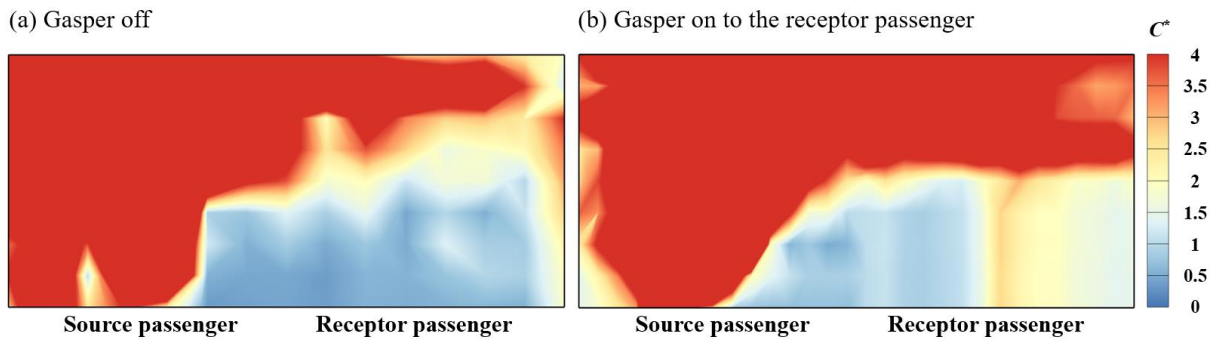 (a) Gasper off
(b) Gasper on to the receptor passenger
C*
4
3.5
3
2.5
2
1.5
1
0.5
0
Source passenger
Receptor passenger
Source passenger
Receptor passenger